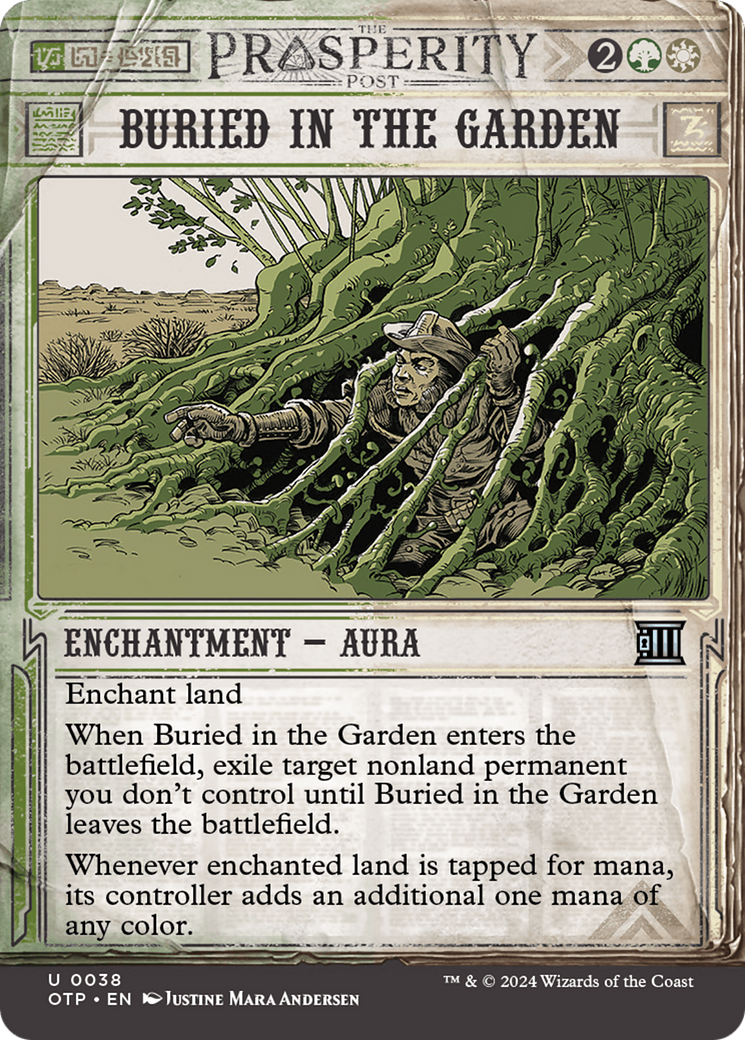 THE
PROSPERITY
POST
2
BURIED IN THE GARDEN
ENCHANTMENT – AURA
Enchant land
When Buried in the Garden enters the
battlefield, exile target nonland permanent
you don't control until Buried in the Garden
leaves the battlefield.
Whenever enchanted land is tapped for mana,
its controller adds an additional one mana of
any color.
U 0038
™ & © 2024 Wizards of the Coast
OTP • EN JUSTINE MARA ANDERSEN